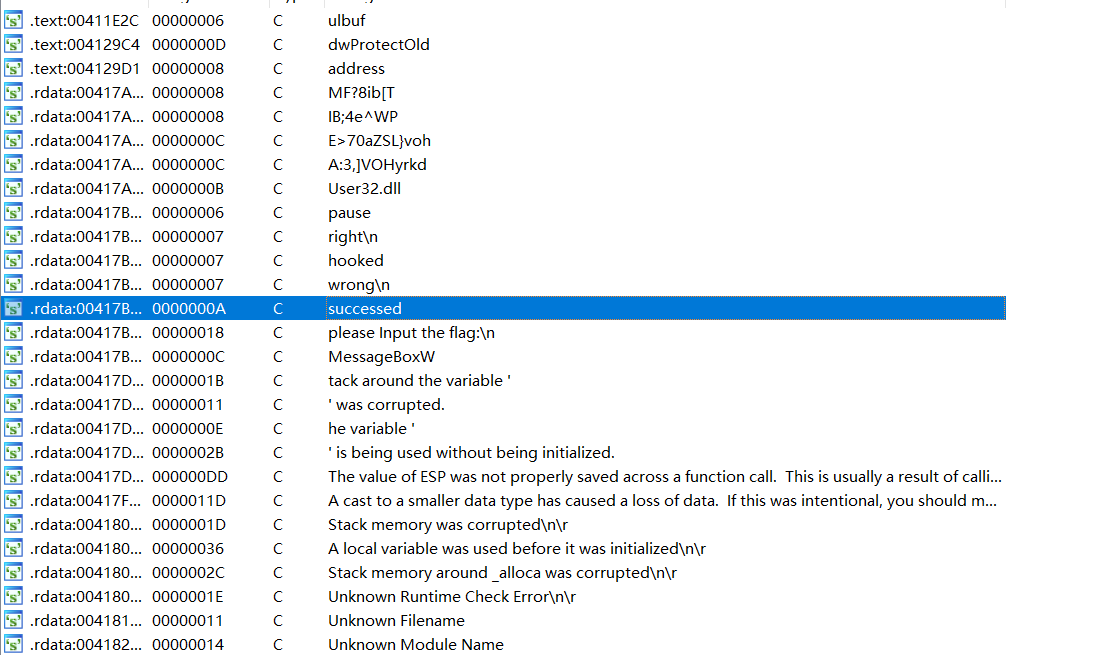 .text:00411E2C 00000006 C ulbuf
.text:004129C4 0000000D C dwProtectOld
.text:004129D1 00000008 C address
.rdata:00417A... 00000008 C MF?8ib[T
.rdata:00417A... 00000008 C IB;4e^WP
.rdata:00417A... 0000000C C E>70aZSL}voh
.rdata:00417A... 0000000C C A:3,]VOHyrkd
.rdata:00417A... 0000000B C User32.dll
.rdata:00417B... 00000006 C pause
.rdata:00417B... 00000007 C right\n
.rdata:00417B... 00000007 C hooked
.rdata:00417B... 00000007 C wrong\n
.rdata:00417B... 0000000A C successed
.rdata:00417B... 00000018 C please Input the flag:\n
.rdata:00417B... 0000000C C MessageBoxW
.rdata:00417D... 0000001B C tack around the variable '
.rdata:00417D... 00000011 C ' was corrupted.
.rdata:00417D... 0000000E C he variable '
.rdata:00417D... 0000002B C ' is being used without being initialized.
.rdata:00417D... 000000DD C The value of ESP was not properly saved across a function call.  This is usually a result of calli...
.rdata:00417F... 0000011D C A cast to a smaller data type has caused a loss of data.  If this was intentional, you should m...
.rdata:004180... 0000001D C Stack memory was corrupted\n\r
.rdata:004180... 00000036 C A local variable was used before it was initialized\n\r
.rdata:004180... 0000002C C Stack memory around _alloca was corrupted\n\r
.rdata:004180... 0000001E C Unknown Runtime Check Error\n\r
.rdata:004181... 00000011 C Unknown Filename
.rdata:004182... 00000014 C Unknown Module Name